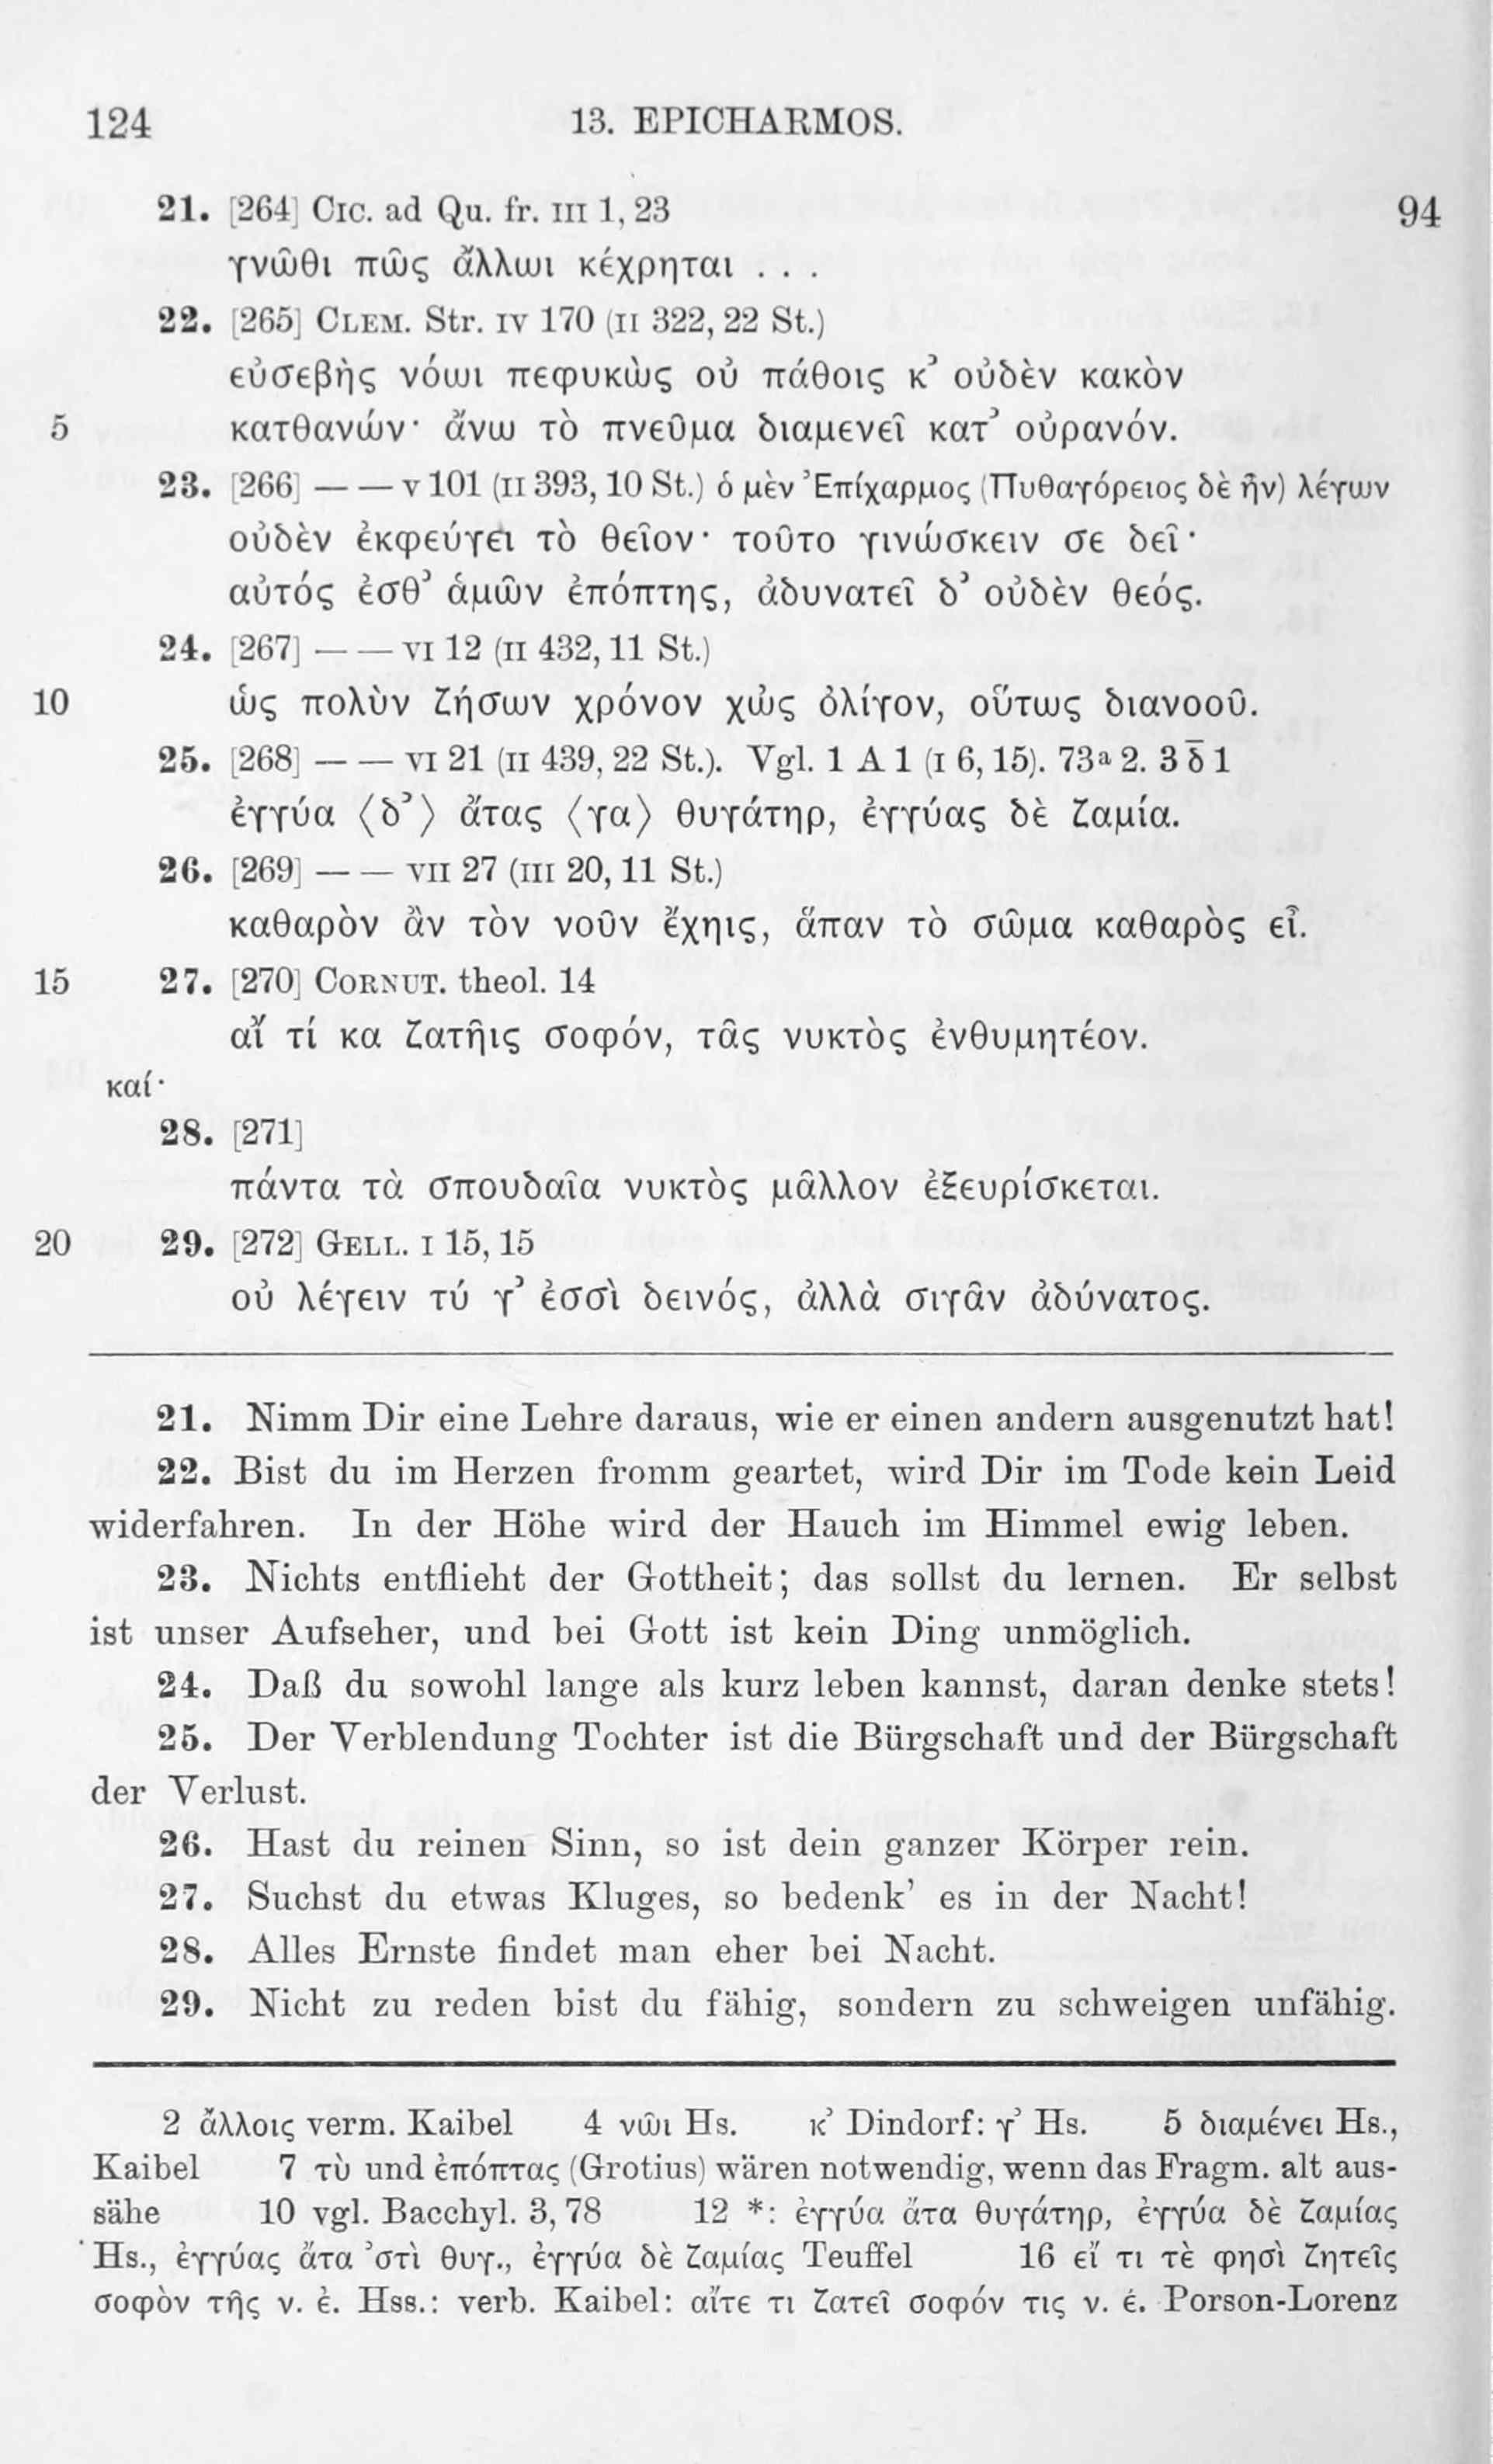 124 13. EPICHARMOS.
21. [264] CIC. ad Qu. fr. III 1, 23 94
γνῶθι πῶς ἄλλωι κέχρηται . . .
22. [265] CLEM. Str. IV 170 (II 322, 22 St.)
εὐσεβὴς νόωι πεφυκὼς οὐ πάθοις κ’ οὐδὲν κακὸν
5 κατθανών· ἄνω τὸ πνεῦμα διαμενεῖ κατ’ οὐρανόν.
23. [266] — — V 101 (II 393, 10 St.) ὁ μὲν Ἐπίχαρμος (Πυθαγόρειος δὲ ἦν) λέγων
οὐδὲν ἐκφεύγει τὸ θεῖον· τοῦτο γινώσκειν σε δεῖ·
αὐτός ἐσθ’ ἁμῶν ἐπόπτης, ἀδυνατεῖ δ’ οὐδὲν θεός.
24. [267] — — VI 12 (II 432, 11 St.)
10 ὡς πολὺν ζήσων χρόνον χὠς ὀλίγον, οὕτως διανοοῦ.
25. [268] — — VI 21 (II 439, 22 St.). Vgl. 1 A 1 (I 6, 15). 73ª 2. 3 δ̄ 1
ἐγγύα ⟨δ’⟩ ἄτας ⟨γα⟩ θυγάτηρ, ἐγγύας δὲ ζαμία.
26. [269] — — VII 27 (III 20, 11 St.)
καθαρὸν ἂν τὸν νοῦν ἔχηις, ἅπαν τὸ σῶμα καθαρὸς εἶ.
15 27. [270] CORNUT. theol. 14
αἴ τί κα ζατῆις σοφόν, τᾶς νυκτὸς ἐνθυμητέον.
καί·
28. [271]
πάντα τὰ σπουδαῖα νυκτὸς μᾶλλον ἐξευρίσκεται.
20 29. [272] GELL. I 15, 15
οὐ λέγειν τύ γ’ ἐσσὶ δεινός, ἀλλὰ σιγᾶν ἀδύνατος.
21. Nimm Dir eine Lehre daraus, wie er einen andern ausgenutzt hat!
22. Bist du im Herzen fromm geartet, wird Dir im Tode kein Leid
widerfahren. In der Höhe wird der Hauch im Himmel ewig leben.
23. Nichts entflieht der Gottheit; das sollst du lernen. Er selbst
ist unser Aufseher, und bei Gott ist kein Ding unmöglich.
24. Daß du sowohl lange als kurz leben kannst, daran denke stets!
25. Der Verblendung Tochter ist die Bürgschaft und der Bürgschaft
der Verlust.
26. Hast du reinen Sinn, so ist dein ganzer Körper rein.
27. Suchst du etwas Kluges, so bedenk’ es in der Nacht!
28. Alles Ernste findet man eher bei Nacht.
29. Nicht zu reden bist du fähig, sondern zu schweigen unfähig.
2 ἄλλοις verm. Kaibel 4 νῶι Hs. κ’ Dindorf: γ’ Hs. 5 διαμένει Hs.,
Kaibel 7 τὺ und ἐπόπτας (Grotius) wären notwendig, wenn das Fragm. alt aus-
sähe 10 vgl. Bacchyl. 3, 78 12 *: ἐγγύα ἄτα θυγάτηρ, ἐγγύα δὲ ζαμίας
Hs., ἐγγύας ἄτα ’στὶ θυγ., ἐγγύα δὲ ζαμίας Teuffel 16 εἴ τι τὲ φησὶ ζητεῖς
σοφὸν τῆς ν. ἐ. Hss.: verb. Kaibel: αἴτε τι ζατεῖ σοφόν τις ν. ἐ. Porson-Lorenz